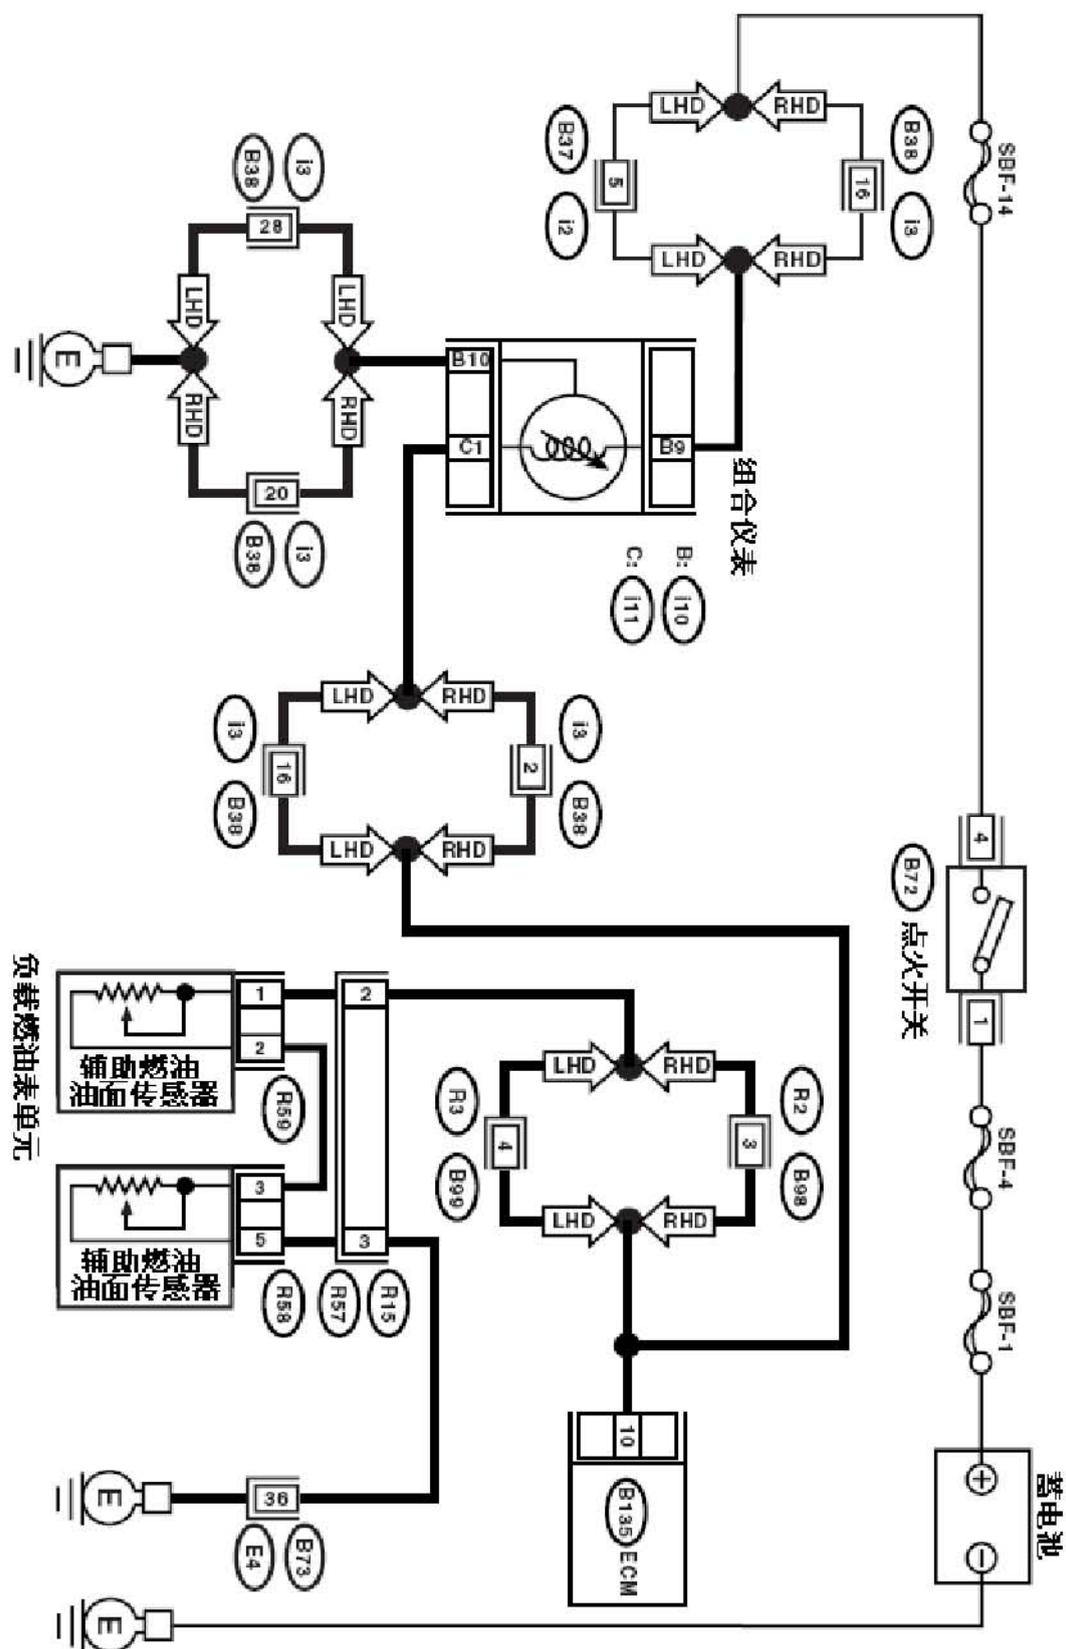 SBF-14
LHD
RHD
B37
5
i2
B38
16
i3
LHD
RHD
B38
i3
28
LHD
LHD
E
RHD
RHD
20
B38
i3
B10
C1
B9
组合仪表
B: i10
C: i11
LHD
RHD
i3
16
B38
i3
2
B38
LHD
RHD
4
B72
点火开关
1
SBF-4
SBF-1
蓄电池
+
-
负载燃油表单元
1
2
辅助燃油
油面传感器
R59
3
5
辅助燃油
油面传感器
R58
2
3
R57
R15
LHD
RHD
R3
4
B99
R2
3
B98
LHD
RHD
10
B135
ECM
E
36
E4
B73
E